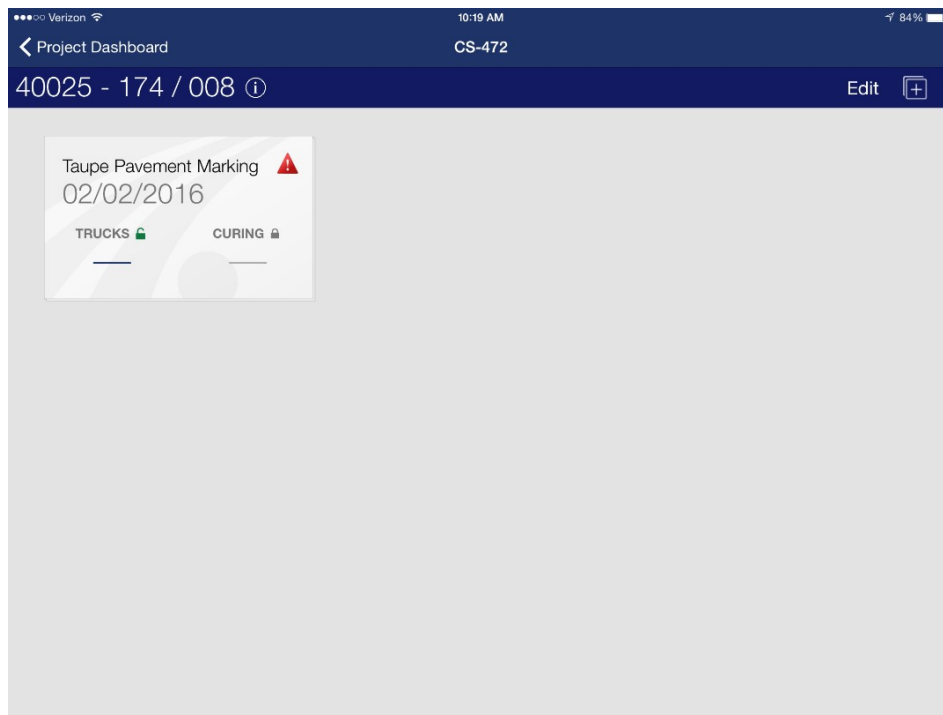 Verizon 10:19 AM 84%
Project Dashboard CS-472
40025 - 174 / 008 Edit
Taupe Pavement Marking
02/02/2016
TRUCKS CURING